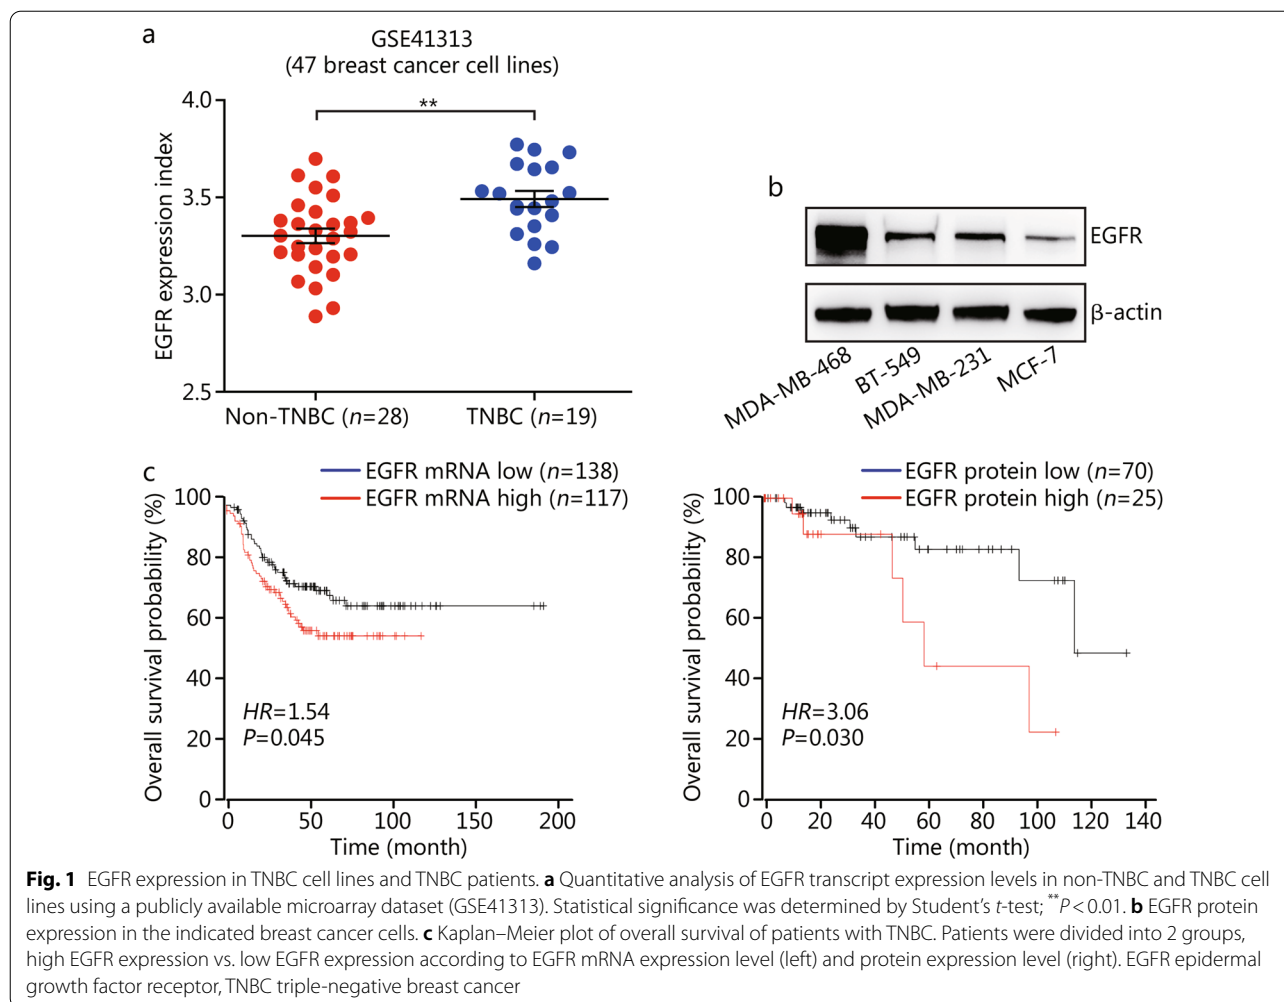 a
GSE41313
(47 breast cancer cell lines)
4.0
3.5
3.0
2.5
EGFR expression index
**
Non-TNBC (n=28)
TNBC (n=19)
b
EGFR
β-actin
MDA-MB-468
BT-549
MDA-MB-231
MCF-7
c
EGFR mRNA low (n=138)
EGFR mRNA high (n=117)
100
80
60
40
20
0
Overall survival probability (%)
HR=1.54
P=0.045
0 50 100 150 200
Time (month)
EGFR protein low (n=70)
EGFR protein high (n=25)
100
80
60
40
20
0
Overall survival probability (%)
HR=3.06
P=0.030
0 20 40 60 80 100 120 140
Time (month)
Fig. 1 EGFR expression in TNBC cell lines and TNBC patients. a Quantitative analysis of EGFR transcript expression levels in non-TNBC and TNBC cell
lines using a publicly available microarray dataset (GSE41313). Statistical significance was determined by Student's t-test; **P < 0.01. b EGFR protein
expression in the indicated breast cancer cells. c Kaplan–Meier plot of overall survival of patients with TNBC. Patients were divided into 2 groups,
high EGFR expression vs. low EGFR expression according to EGFR mRNA expression level (left) and protein expression level (right). EGFR epidermal
growth factor receptor, TNBC triple-negative breast cancer